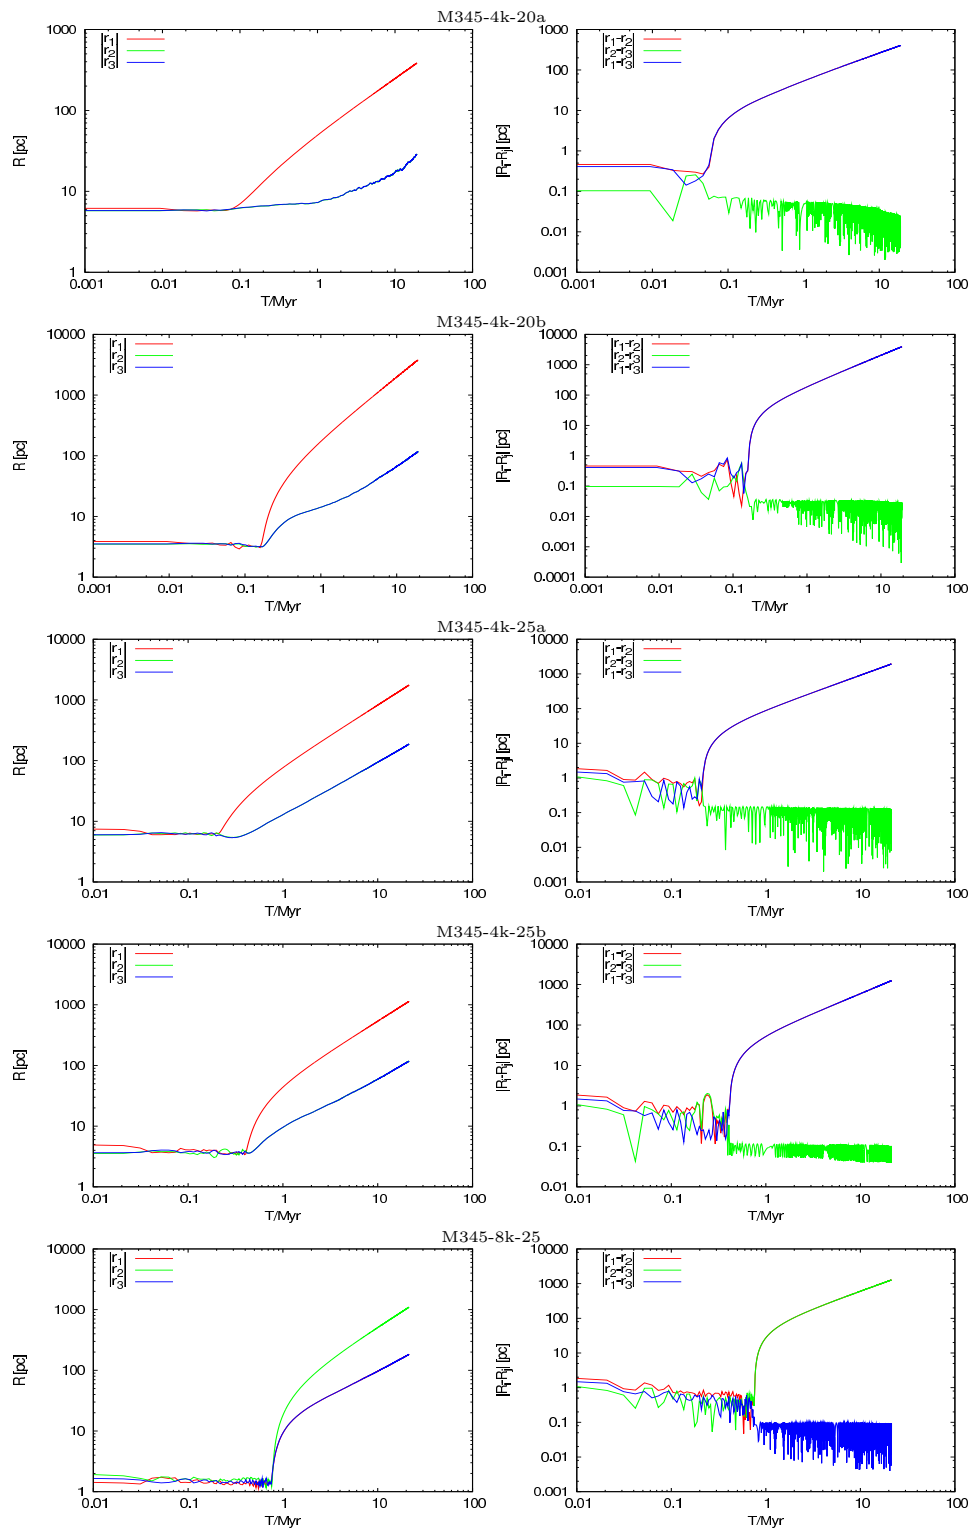 M345-4k-20a
|r1|
|r2|
|r3|
R [pc]
1000
100
10
1
0.001 0.01 0.1 1 10 100
T/Myr
|r1-r2|
|r2-r3|
|r1-r3|
|Ri-Rj| [pc]
1000
100
10
1
0.1
0.01
0.001
0.001 0.01 0.1 1 10 100
T/Myr
M345-4k-20b
|r1|
|r2|
|r3|
R [pc]
10000
1000
100
10
1
0.001 0.01 0.1 1 10 100
T/Myr
|r1-r2|
|r2-r3|
|r1-r3|
|Ri-Rj| [pc]
10000
1000
100
10
1
0.1
0.01
0.001
0.0001
0.001 0.01 0.1 1 10 100
T/Myr
M345-4k-25a
|r1|
|r2|
|r3|
R [pc]
10000
1000
100
10
1
0.01 0.1 1 10 100
T/Myr
|r1-r2|
|r2-r3|
|r1-r3|
|Ri-Rj| [pc]
10000
1000
100
10
1
0.1
0.01
0.001
0.01 0.1 1 10 100
T/Myr
M345-4k-25b
|r1|
|r2|
|r3|
R [pc]
10000
1000
100
10
1
0.01 0.1 1 10 100
T/Myr
|r1-r2|
|r2-r3|
|r1-r3|
|Ri-Rj| [pc]
10000
1000
100
10
1
0.1
0.01
0.01 0.1 1 10 100
T/Myr
M345-8k-25
|r1|
|r2|
|r3|
R [pc]
10000
1000
100
10
1
0.01 0.1 1 10 100
T/Myr
|r1-r2|
|r2-r3|
|r1-r3|
|Ri-Rj| [pc]
10000
1000
100
10
1
0.1
0.01
0.001
0.01 0.1 1 10 100
T/Myr